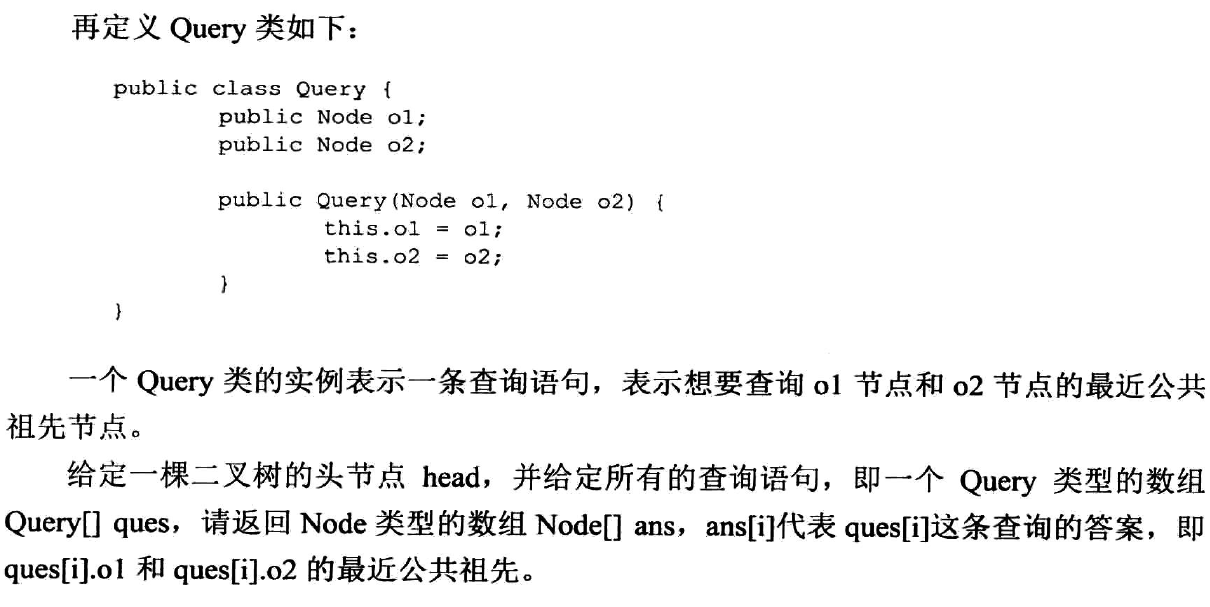 再定义 Query 类如下：
public class Query {
public Node o1;
public Node o2;
public Query(Node o1, Node o2) {
this.o1 = o1;
this.o2 = o2;
}
}
一个 Query 类的实例表示一条查询语句，表示想要查询 o1 节点和 o2 节点的最近公共
祖先节点。
给定一棵二叉树的头节点 head，并给定所有的查询语句，即一个 Query 类型的数组
Query[] ques，请返回 Node 类型的数组 Node[] ans，ans[i]代表 ques[i]这条查询的答案，即
ques[i].o1 和 ques[i].o2 的最近公共祖先。